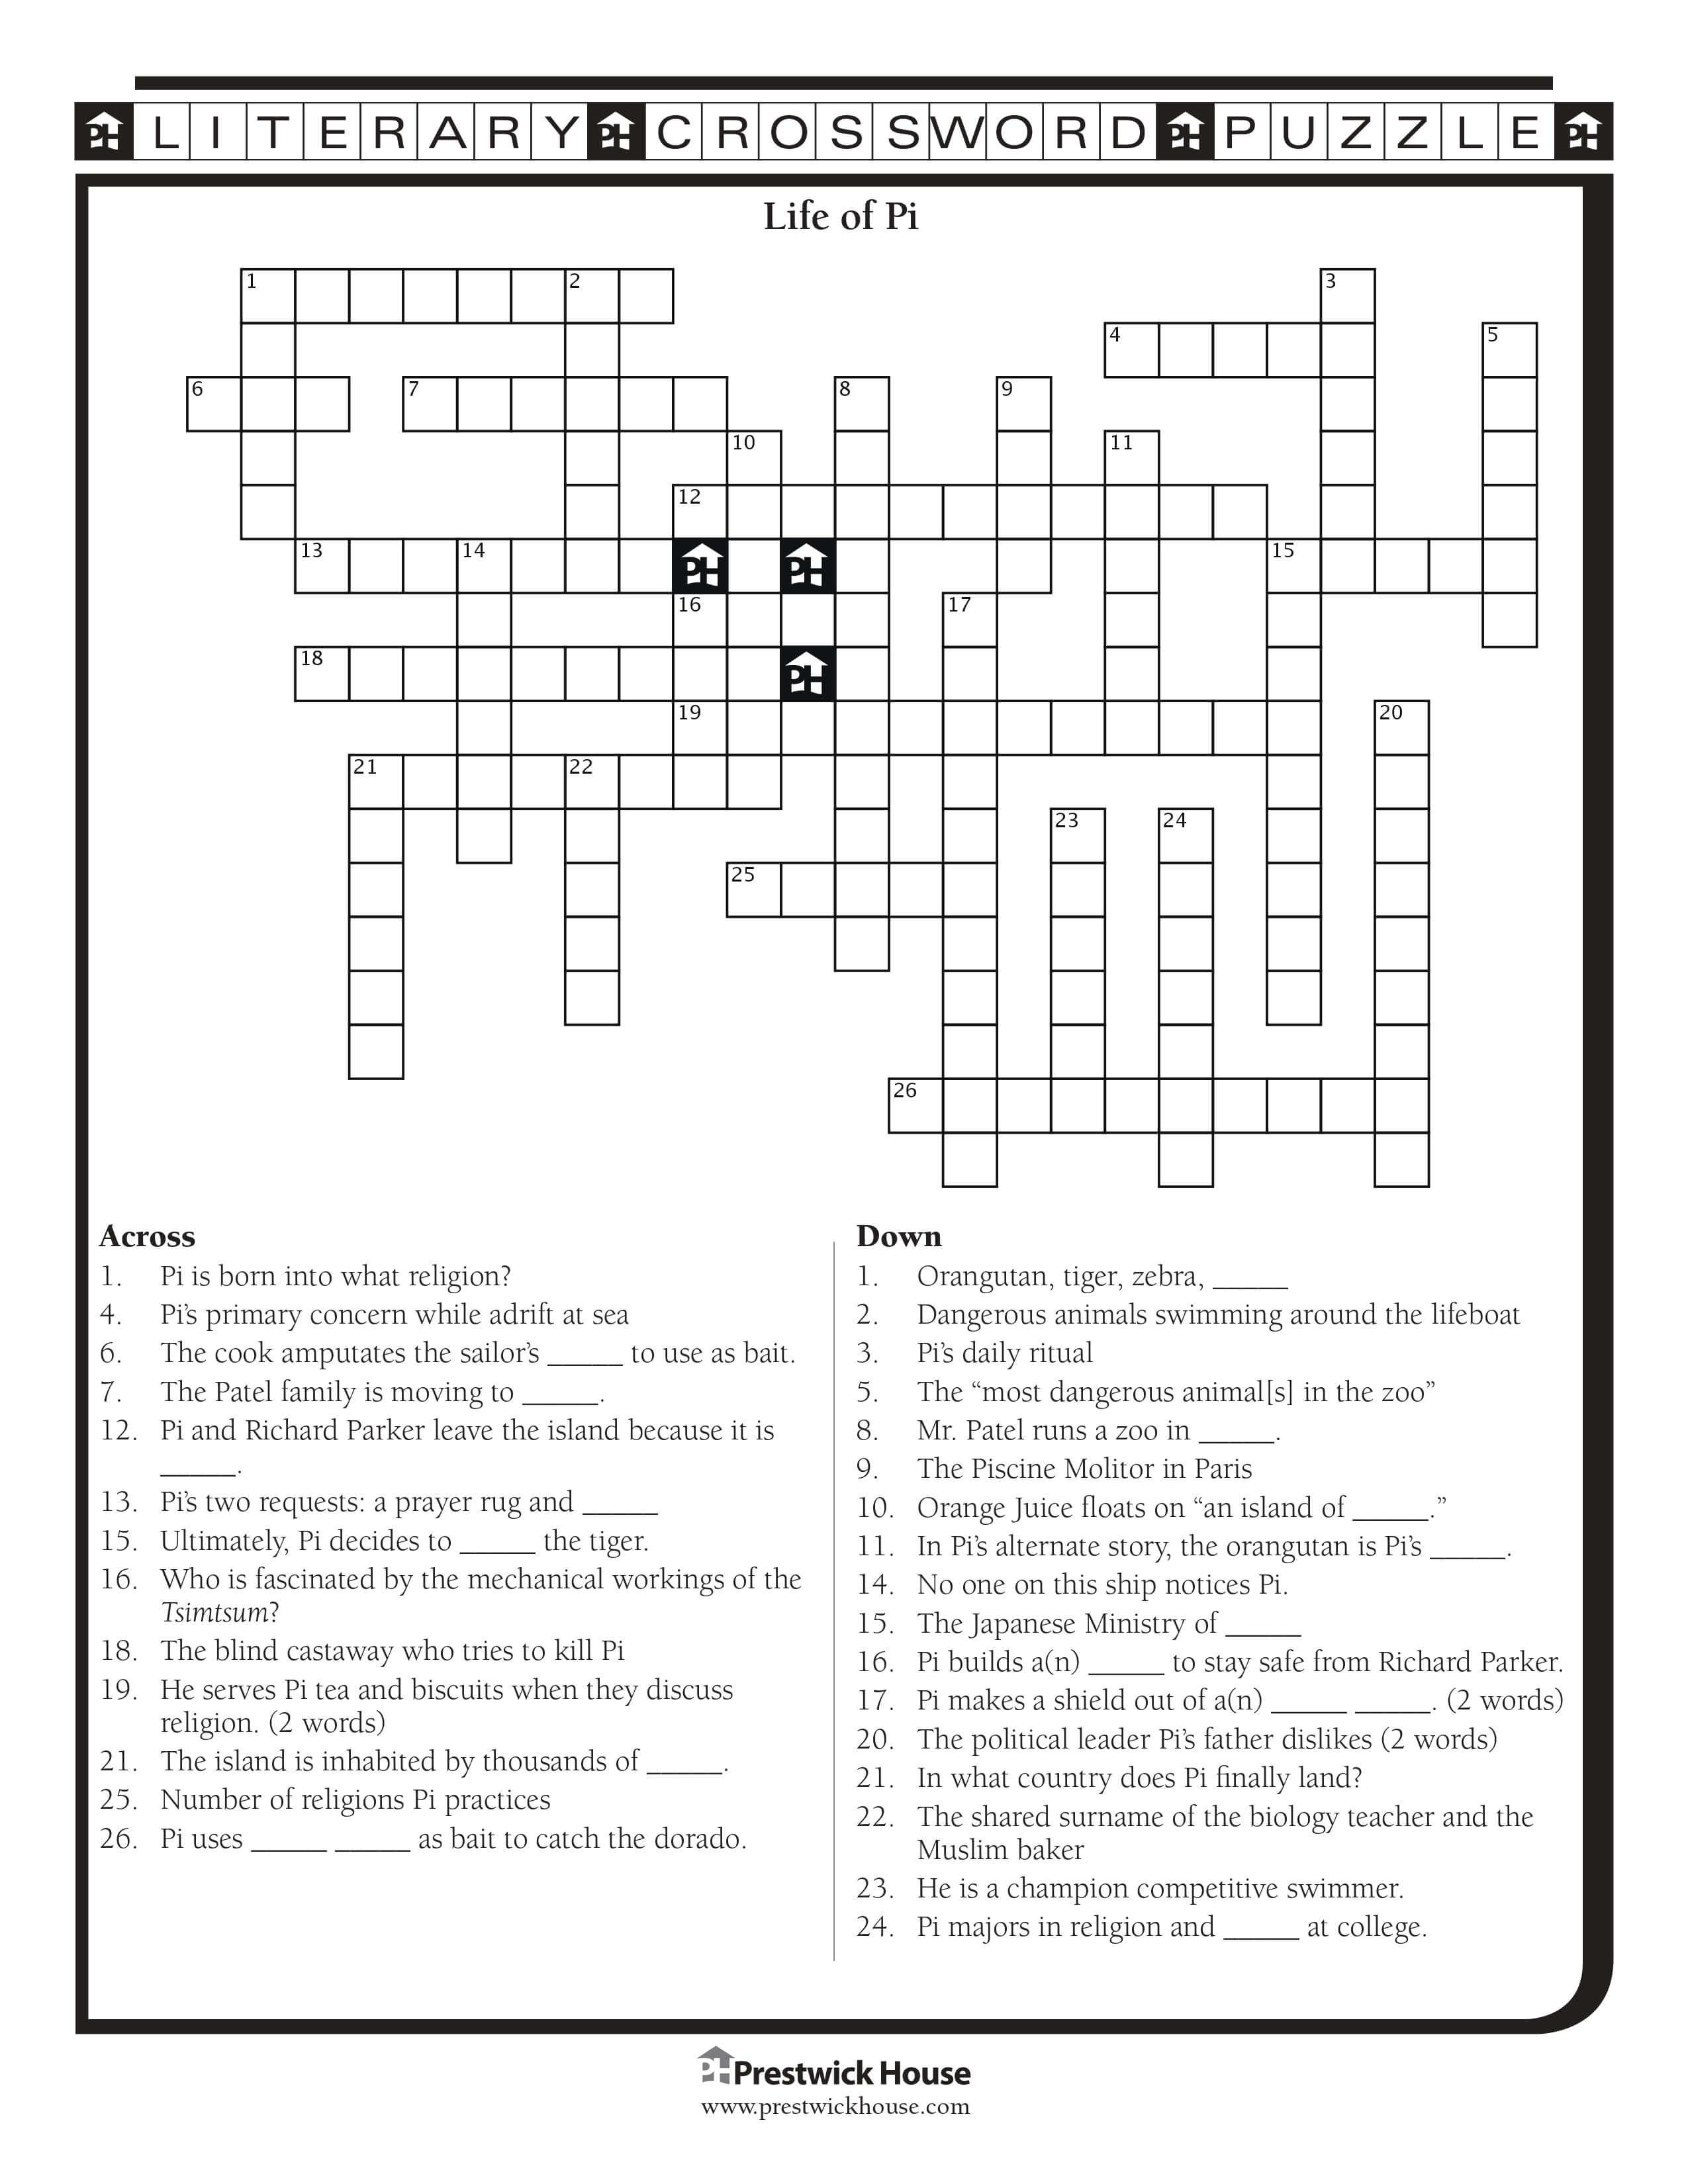 PH LITERARY PH CROSSWORD PH PUZZLE PH
Life of Pi
1 2 3
4 5
6 7 8 9
10 11
12
13 14 PH PH 15
16 17
18 PH
19 20
21 22
23 24
25
26
Across
1. Pi is born into what religion?
4. Pi’s primary concern while adrift at sea
6. The cook amputates the sailor’s _____ to use as bait.
7. The Patel family is moving to _____.
12. Pi and Richard Parker leave the island because it is
_____.
13. Pi’s two requests: a prayer rug and _____
15. Ultimately, Pi decides to _____ the tiger.
16. Who is fascinated by the mechanical workings of the
Tsimtsum?
18. The blind castaway who tries to kill Pi
19. He serves Pi tea and biscuits when they discuss
religion. (2 words)
21. The island is inhabited by thousands of _____.
25. Number of religions Pi practices
26. Pi uses _____ _____ as bait to catch the dorado.
Down
1. Orangutan, tiger, zebra, _____
2. Dangerous animals swimming around the lifeboat
3. Pi’s daily ritual
5. The “most dangerous animal[s] in the zoo”
8. Mr. Patel runs a zoo in _____.
9. The Piscine Molitor in Paris
10. Orange Juice floats on “an island of _____.”
11. In Pi’s alternate story, the orangutan is Pi’s _____.
14. No one on this ship notices Pi.
15. The Japanese Ministry of _____
16. Pi builds a(n) _____ to stay safe from Richard Parker.
17. Pi makes a shield out of a(n) _____ _____. (2 words)
20. The political leader Pi’s father dislikes (2 words)
21. In what country does Pi finally land?
22. The shared surname of the biology teacher and the
Muslim baker
23. He is a champion competitive swimmer.
24. Pi majors in religion and _____ at college.
PH Prestwick House
www.prestwickhouse.com